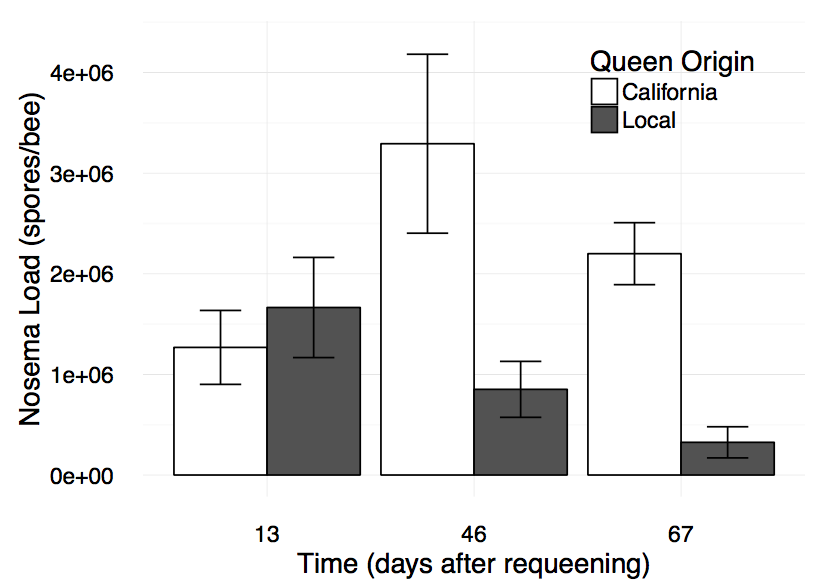 Nosema Load (spores/bee)
4e+06
3e+06
2e+06
1e+06
0e+00
Queen Origin
California
Local
13 46 67
Time (days after requeening)